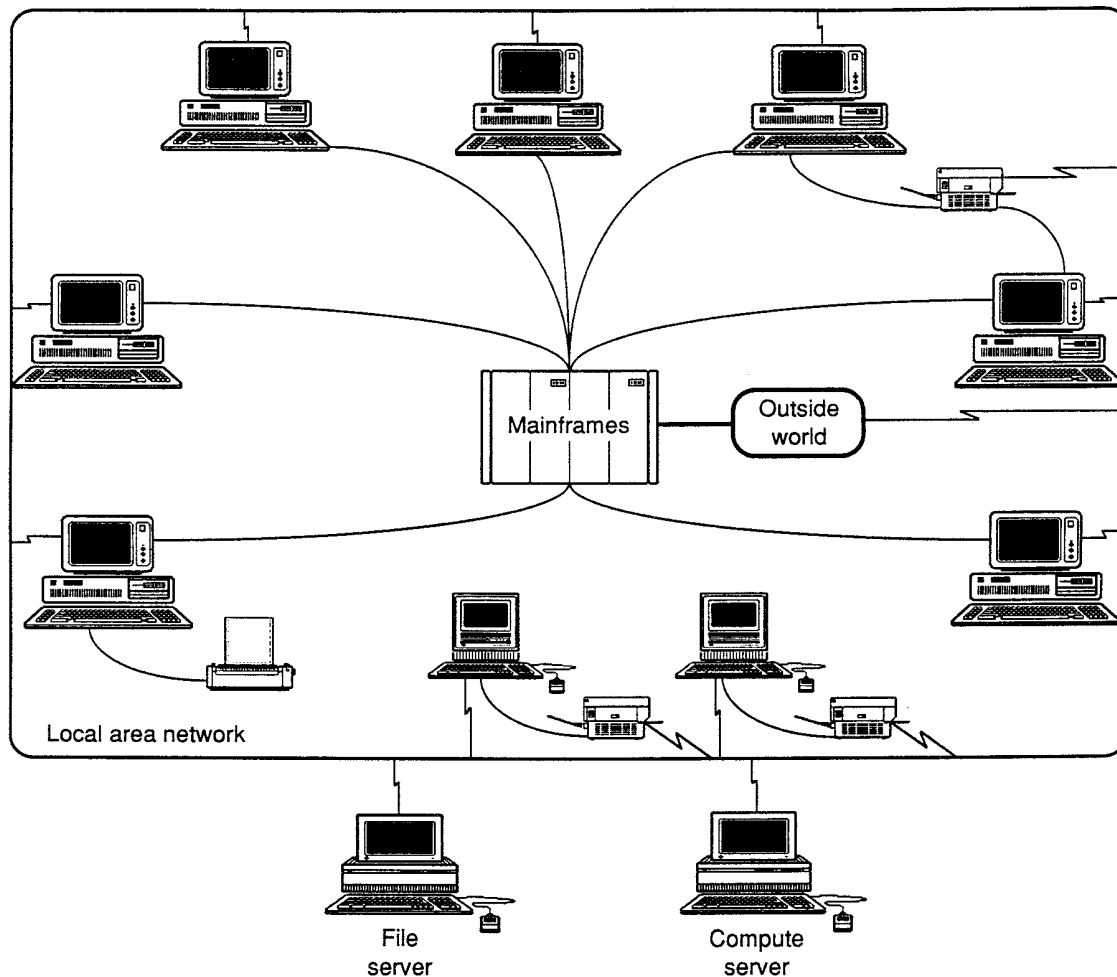 Mainframes
Outside
world
Local area network
File
server
Compute
server